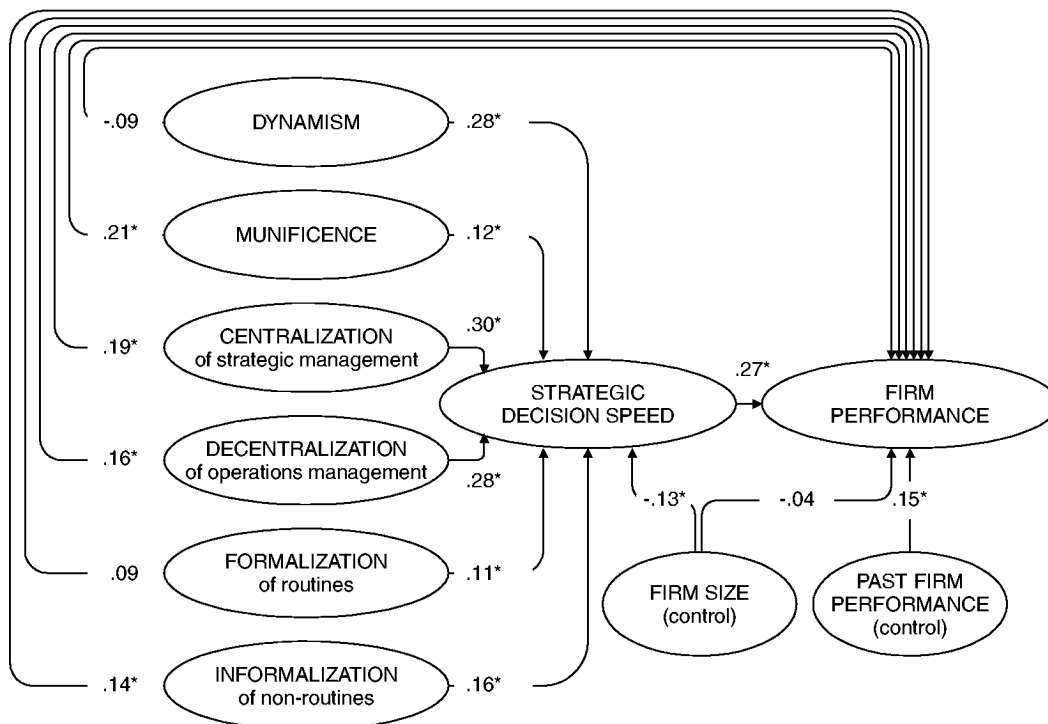 -.09
DYNAMISM
.28*
.21*
MUNIFICENCE
.12*
.19*
CENTRALIZATION
of strategic management
.30*
STRATEGIC
DECISION SPEED
.27*
FIRM
PERFORMANCE
.16*
DECENTRALIZATION
of operations management
.28*
-.13*
-.04
.15*
.09
FORMALIZATION
of routines
.11*
FIRM SIZE
(control)
PAST FIRM
PERFORMANCE
(control)
.14*
INFORMALIZATION
of non-routines
.16*